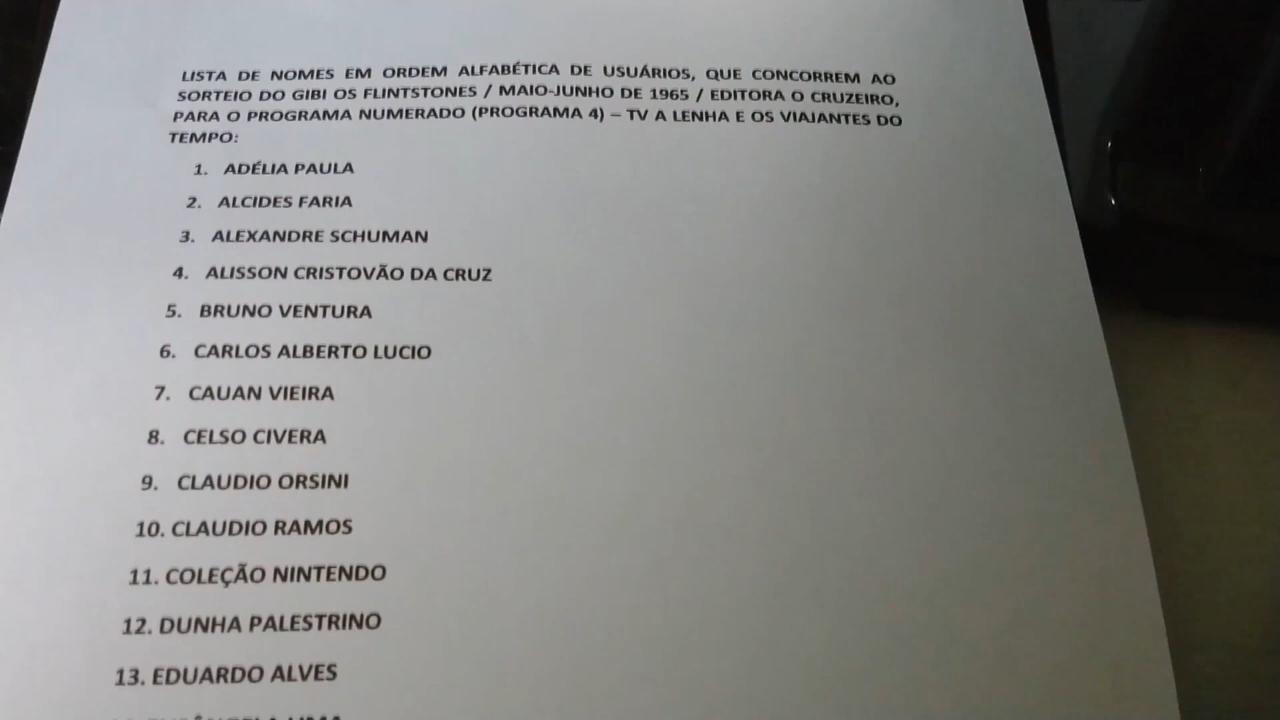 LISTA DE NOMES EM ORDEM ALFABÉTICA DE USUÁRIOS, QUE CONCORREM AO
SORTEIO DO GIBI OS FLINTSTONES / MAIO-JUNHO DE 1965 / EDITORA O CRUZEIRO,
PARA O PROGRAMA NUMERADO (PROGRAMA 4) – TV A LENHA E OS VIAJANTES DO
TEMPO:
1. ADÉLIA PAULA
2. ALCIDES FARIA
3. ALEXANDRE SCHUMAN
4. ALISSON CRISTOVÃO DA CRUZ
5. BRUNO VENTURA
6. CARLOS ALBERTO LUCIO
7. CAUAN VIEIRA
8. CELSO CIVERA
9. CLAUDIO ORSINI
10. CLAUDIO RAMOS
11. COLEÇÃO NINTENDO
12. DUNHA PALESTRINO
13. EDUARDO ALVES